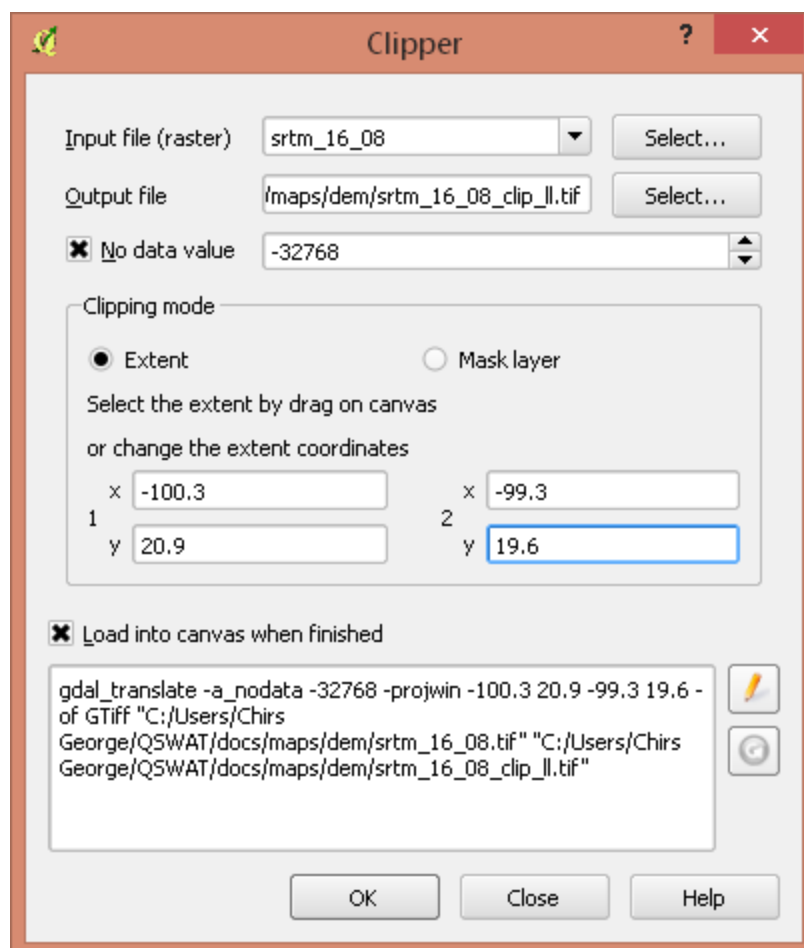 Clipper
?
×
Input file (raster)
srtm_16_08
Select...
Output file
/maps/dem/srtm_16_08_clip_ll.tif
Select...
No data value
-32768
Clipping mode
Extent
Mask layer
Select the extent by drag on canvas
or change the extent coordinates
1
x -100.3
y 20.9
2
x -99.3
y 19.6
Load into canvas when finished
gdal_translate -a_nodata -32768 -projwin -100.3 20.9 -99.3 19.6 -
of GTiff "C:/Users/Chirs
George/QSWAT/docs/maps/dem/srtm_16_08.tif" "C:/Users/Chirs
George/QSWAT/docs/maps/dem/srtm_16_08_clip_ll.tif"
OK
Close
Help